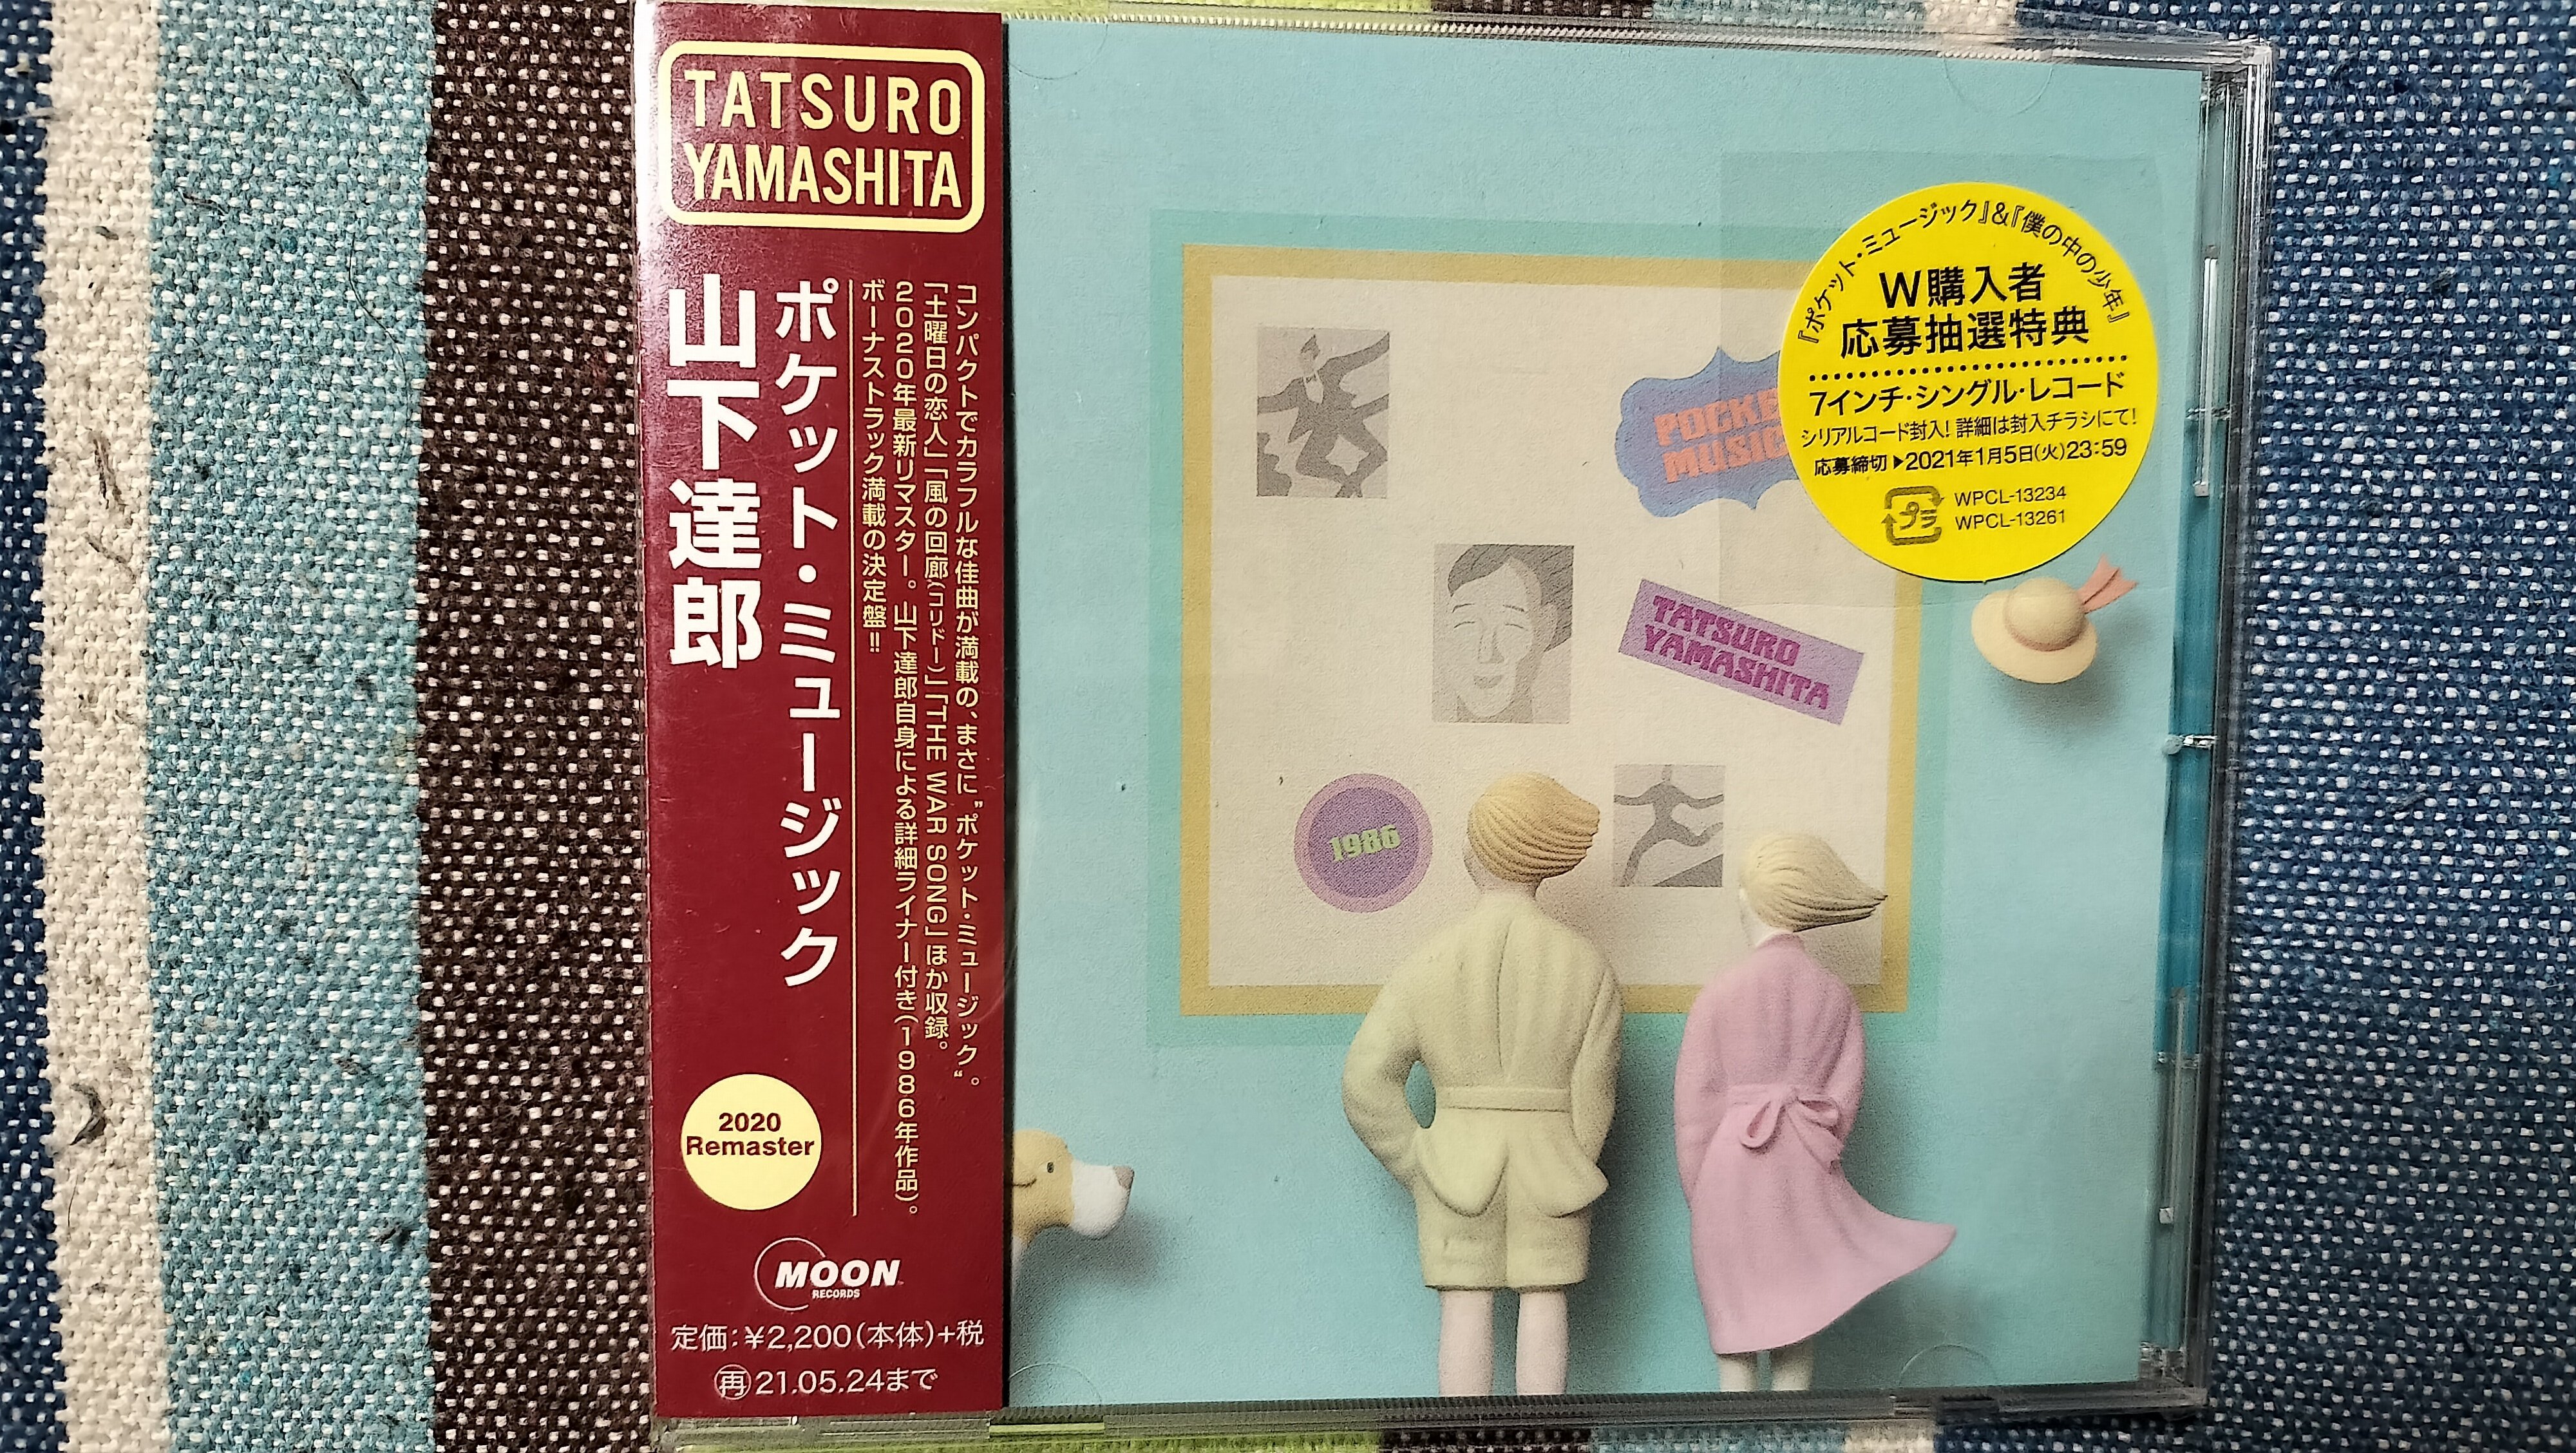 TATSURO
YAMASHITA
コンパクトでカラフルな佳曲が満載の、まさに〝ポケット・ミュージック〟。
「土曜日の恋人」「風の回廊(コリドー)」「THE WAR SONG」ほか収録。
2020年最新リマスター。山下達郎自身による詳細ライナー付き(1986年作品)。
ボーナストラック満載の決定盤!!
ポケット・ミュージック
山下達郎
2020
Remaster
MOON
RECORDS
定価:¥2,200(本体)+税
再21.05.24まで
『ポケット・ミュージック』&『僕の中の少年』
W購入者
応募抽選特典
7インチ・シングル・レコード
シリアルコード封入! 詳細は封入チラシにて!
応募締切▶2021年1月5日(火)23:59
プラ
WPCL-13234
WPCL-13261
POCKE
MUSIC
TATSURO
YAMASHITA
1986